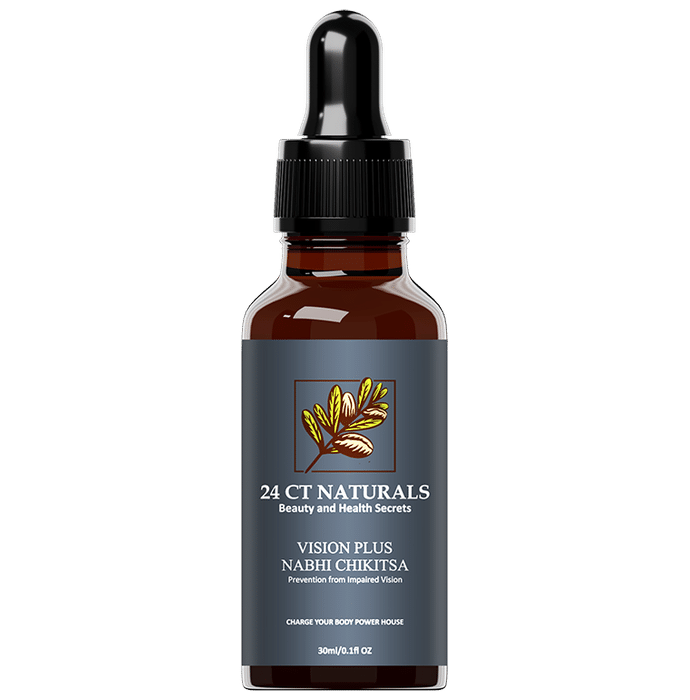 24 CT NATURALS
Beauty and Health Secrets
VISION PLUS
NABHI CHIKITSA
Prevention from Impaired Vision
CHARGE YOUR BODY POWER HOUSE
30ml/0.1fl OZ